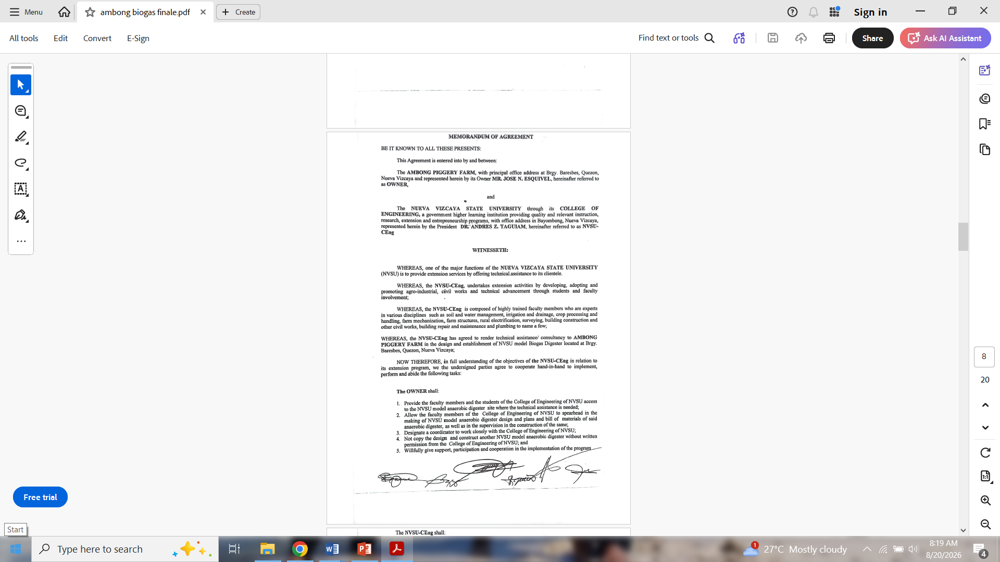 Menu
ambong biogas finale.pdf
Create
Sign in
All tools
Edit
Convert
E-Sign
Find text or tools
Share
Ask AI Assistant
MEMORANDUM OF AGREEMENT
BE IT KNOWN TO ALL THESE PRESENTS:
This Agreement is entered into by and between:
The AMBONG PIGGERY FARM, with principal office address at Brgy. Baresbes, Quezon,
Nueva Vizcaya and represented herein by its Owner MR. JOSE N. ESQUIVEL, hereinafter referred to
as OWNER,
and
The NUEVA VIZCAYA STATE UNIVERSITY through its COLLEGE OF
ENGINEERING, a government higher learning institution providing quality and relevant instruction,
research, extension and entrepreneurship programs, with office address in Bayombong, Nueva Vizcaya,
represented herein by the President DR. ANDRES Z. TAGUIAM, hereinafter referred to as NVSU-
CEng
WITNESSETH:
WHEREAS, one of the major functions of the NUEVA VIZCAYA STATE UNIVERSITY
(NVSU) is to provide extension services by offering technical assistance to its clientele.
WHEREAS, the NVSU-CEng, undertakes extension activities by developing, adopting and
promoting agro-industrial, civil works and technical advancement through students and faculty
involvement;
WHEREAS, the NVSU-CEng is composed of highly trained faculty members who are experts
in various disciplines such as soil and water management, irrigation and drainage, crop processing and
handling, farm mechanization, farm structures, rural electrification, surveying, building construction and
other civil works, building repair and maintenance and plumbing to name a few;
WHEREAS, the NVSU-CEng has agreed to render technical assistance/ consultancy to AMBONG
PIGGERY FARM in the design and establishment of NVSU model Biogas Digester located at Brgy.
Baresbes, Quezon, Nueva Vizcaya;
NOW THEREFORE, in full understanding of the objectives of the NVSU-CEng in relation to
its extension program, we the undersigned parties agree to cooperate hand-in-hand to implement,
perform and abide the following tasks:
The OWNER shall:
1. Provide the faculty members and the students of the College of Engineering of NVSU access
to the NVSU model anaerobic digester site where the technical assistance is needed;
2. Allow the faculty members of the College of Engineering of NVSU to spearhead in the
making of NVSU model anaerobic digester design and plans and bill of materials of said
anaerobic digester, as well as in the supervision in the construction of the same;
3. Designate a coordinator to work closely with the College of Engineering of NVSU;
4. Not copy the design and construct another NVSU model anaerobic digester without written
permission from the College of Engineering of NVSU; and
5. Willfully give support, participation and cooperation in the implementation of the program
The NVSU-CEng shall:
8
20
Free trial
Start
Type here to search
1
27°C Mostly cloudy
8:19 AM
8/20/2026
4